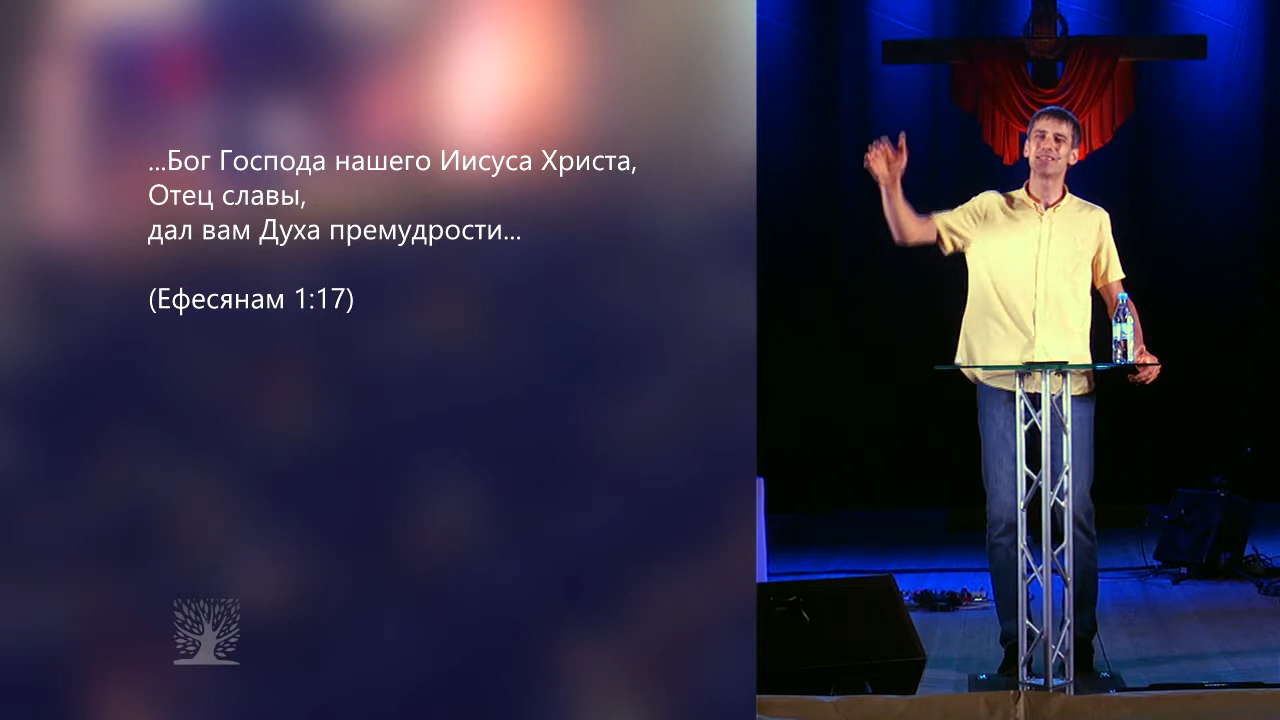 ...Бог Господа нашего Иисуса Христа,
Отец славы,
дал вам Духа премудрости...
(Ефесянам 1:17)